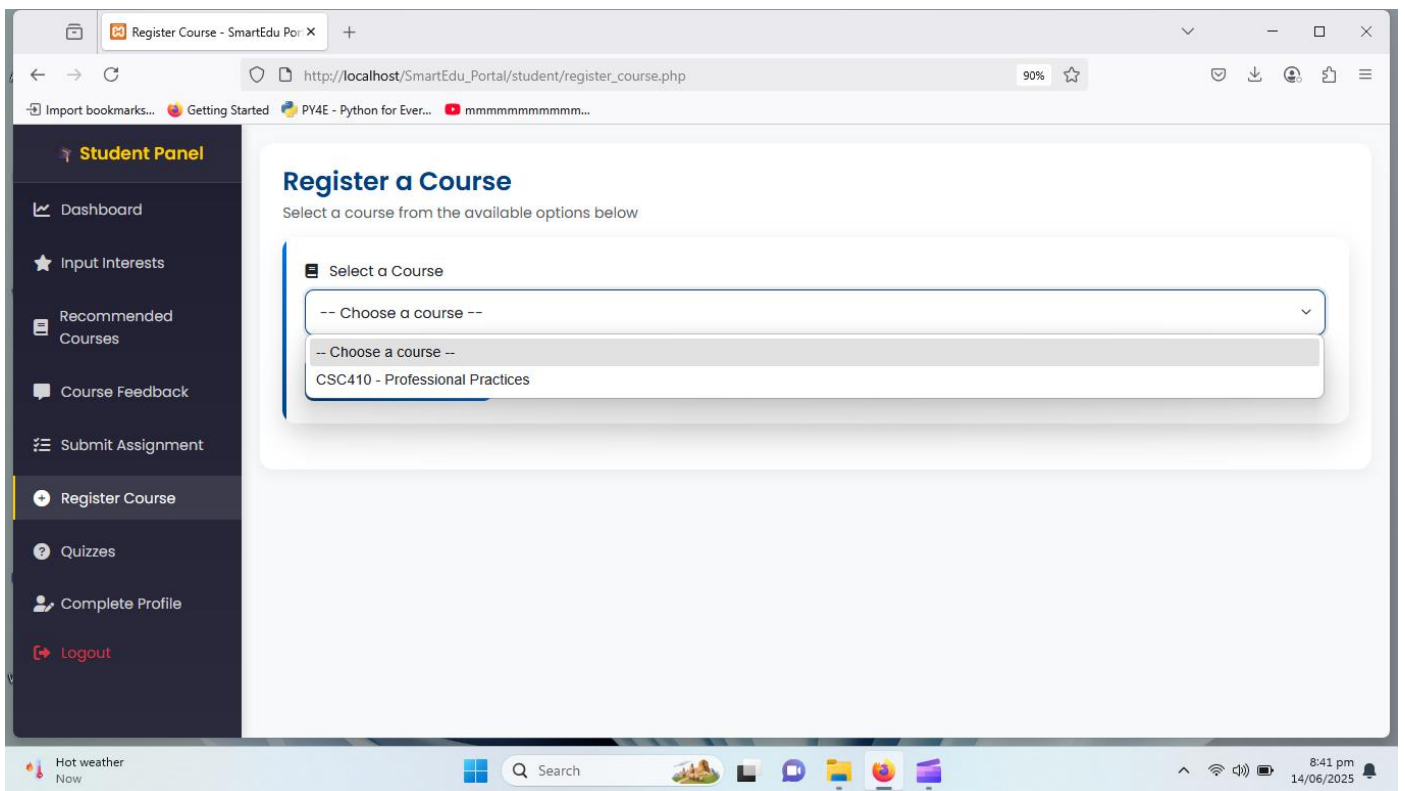 Register Course - SmartEdu Por
http://localhost/SmartEdu_Portal/student/register_course.php
90%
Import bookmarks...
Getting Started
PY4E - Python for Ever...
mmmmmmmmmmm...
Student Panel
Dashboard
Input Interests
Recommended
Courses
Course Feedback
Submit Assignment
Register Course
Quizzes
Complete Profile
Logout
Register a Course
Select a course from the available options below
Select a Course
-- Choose a course --
-- Choose a course --
CSC410 - Professional Practices
Hot weather
Now
Search
8:41 pm
14/06/2025